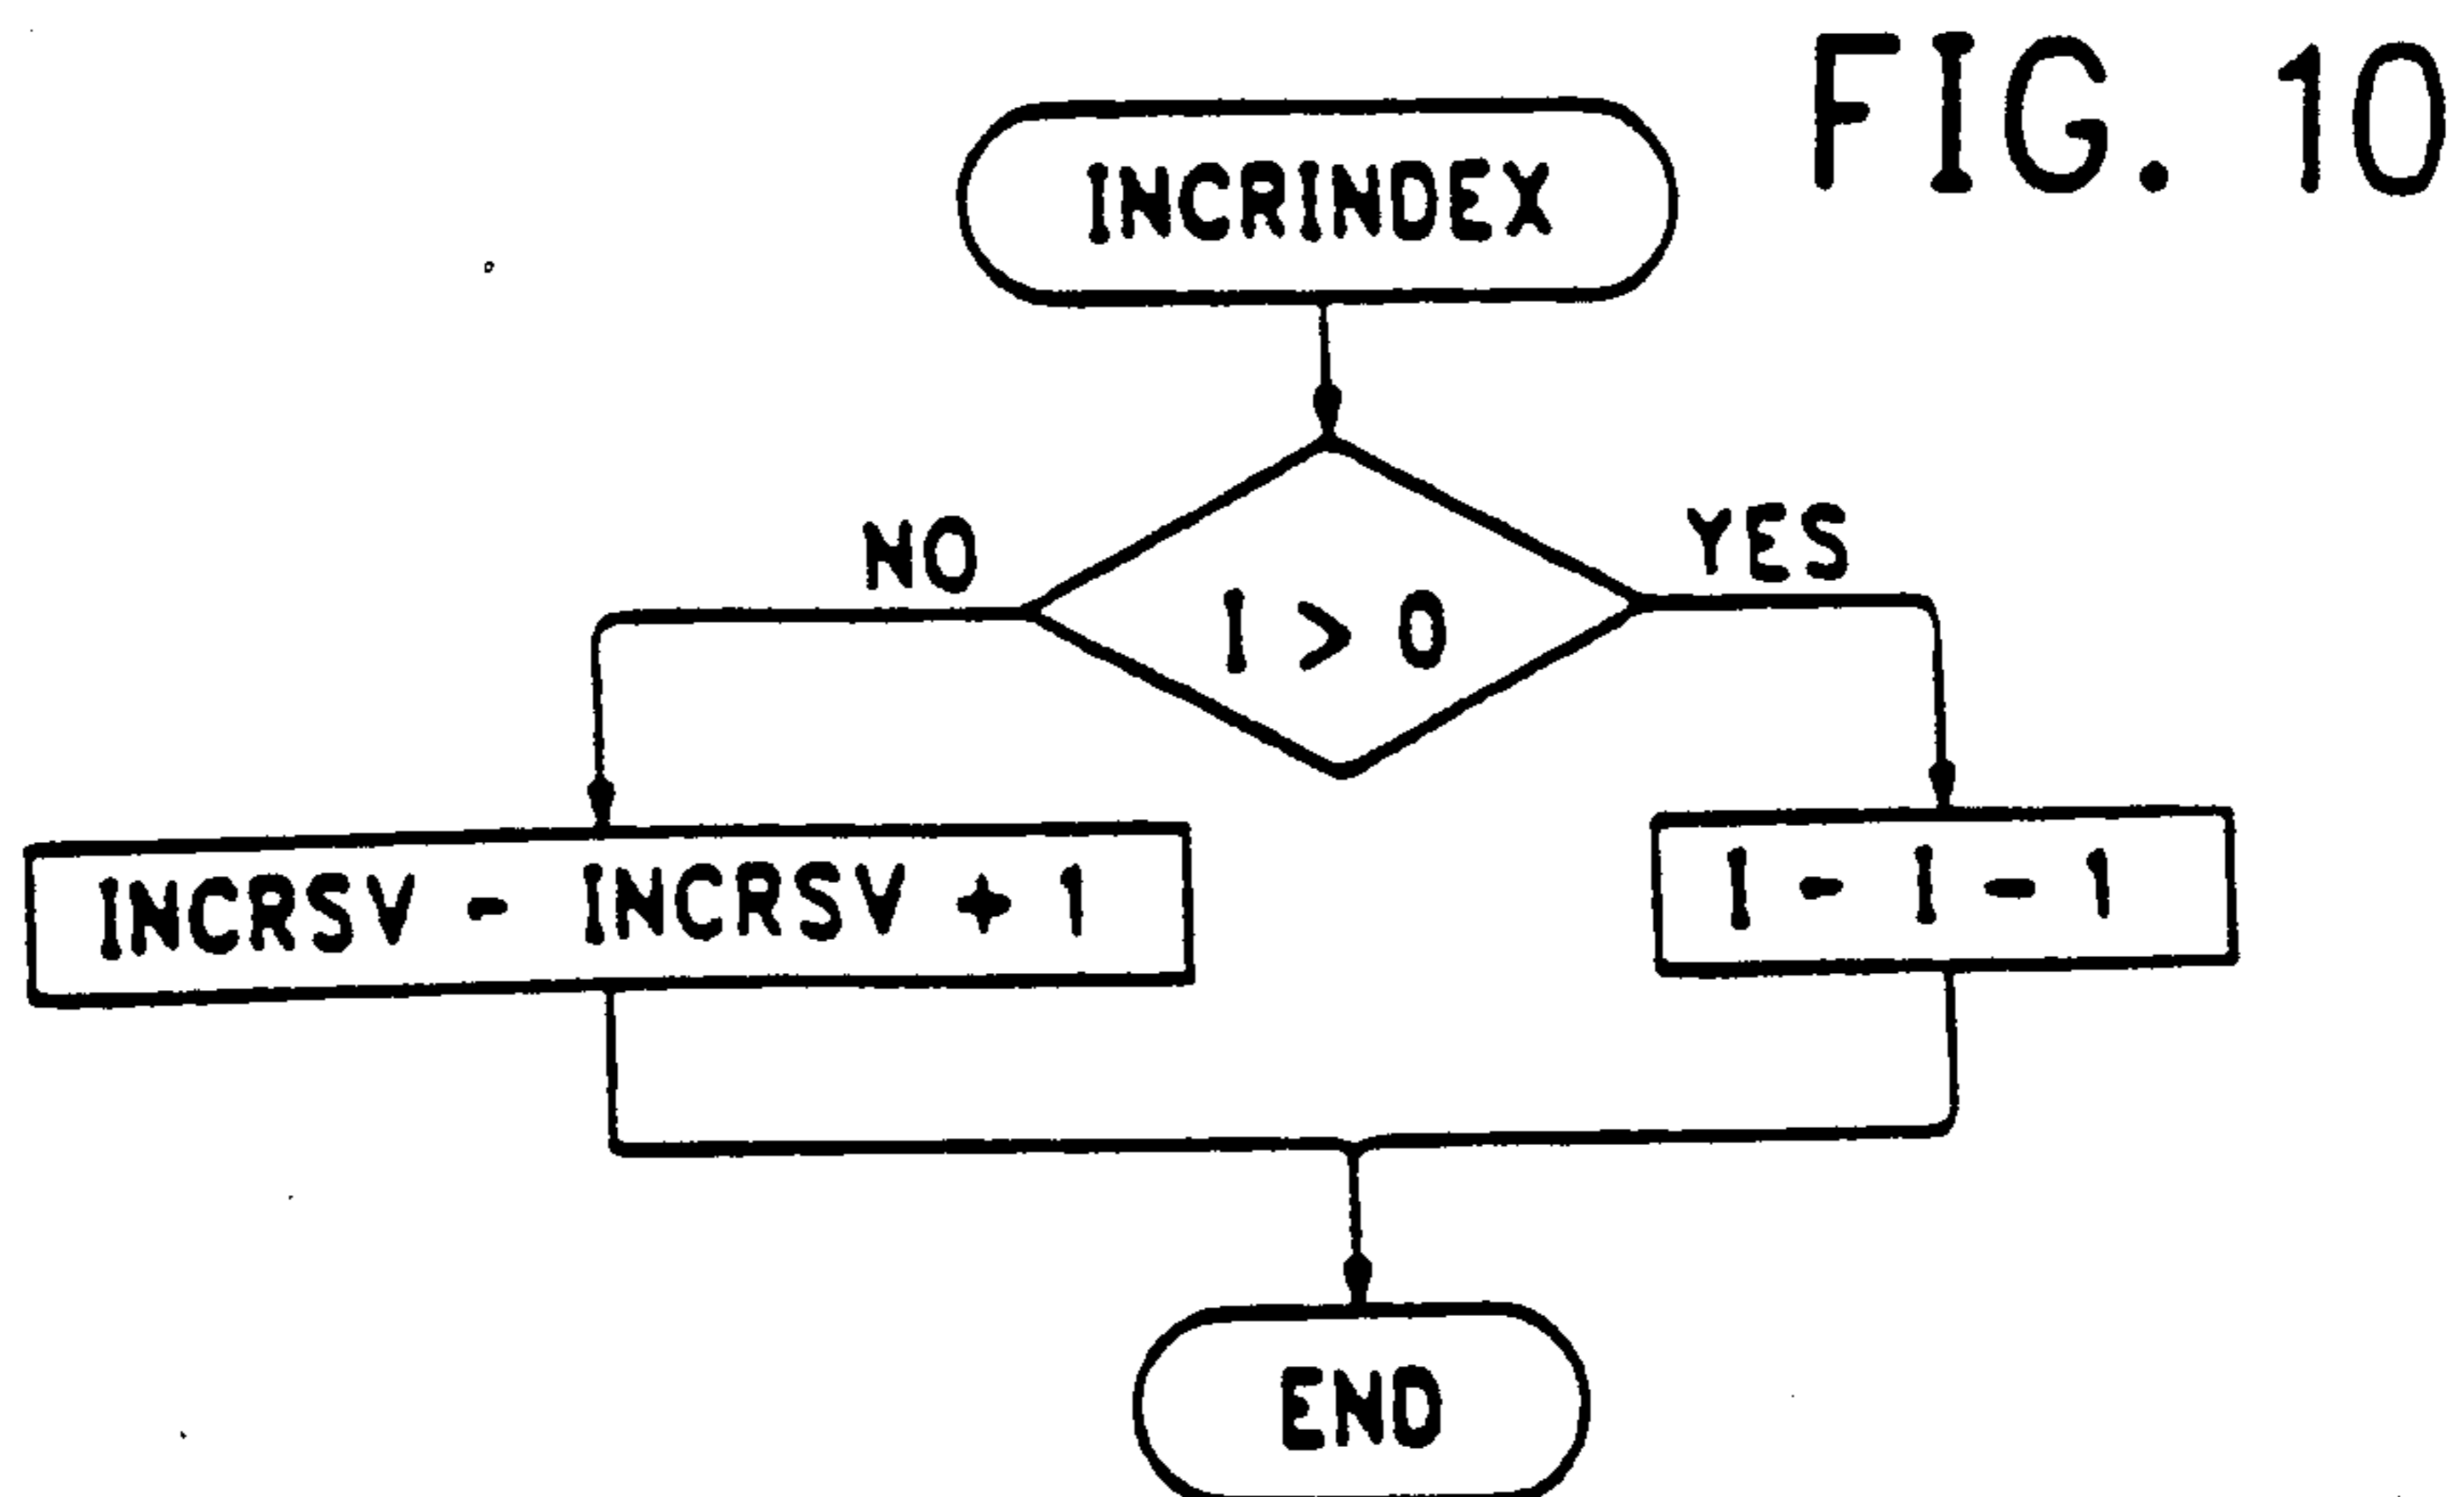 FIG. 10
INCRINDEX
NO
YES
I > 0
INCRSV - INCRSV + 1
I - I - 1
END